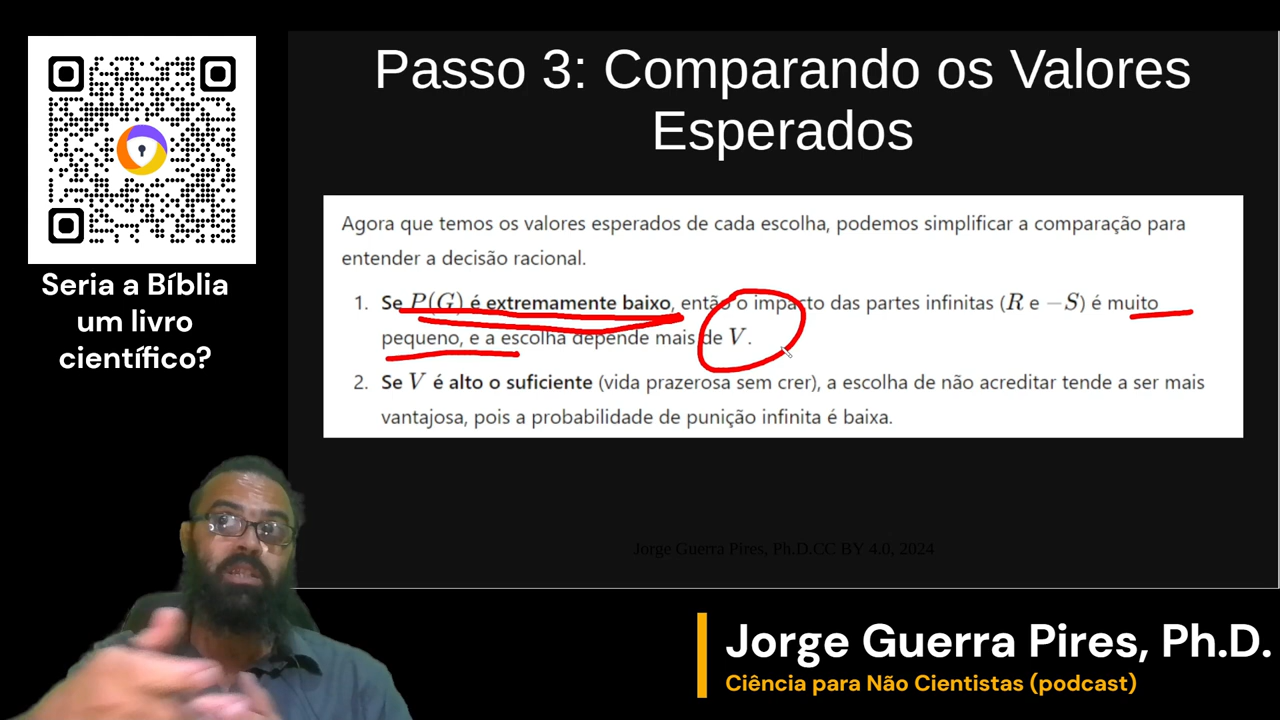 Passo 3: Comparando os Valores
Esperados
Agora que temos os valores esperados de cada escolha, podemos simplificar a comparação para
entender a decisão racional.
1. Se P(G) é extremamente baixo, então o impacto das partes infinitas (R e −S) é muito
pequeno, e a escolha depende mais de V.
2. Se V é alto o suficiente (vida prazerosa sem crer), a escolha de não acreditar tende a ser mais
vantajosa, pois a probabilidade de punição infinita é baixa.
Seria a Bíblia
um livro
científico?
Jorge Guerra Pires, Ph.D.CC BY 4.0, 2024
Jorge Guerra Pires, Ph.D.
Ciência para Não Cientistas (podcast)